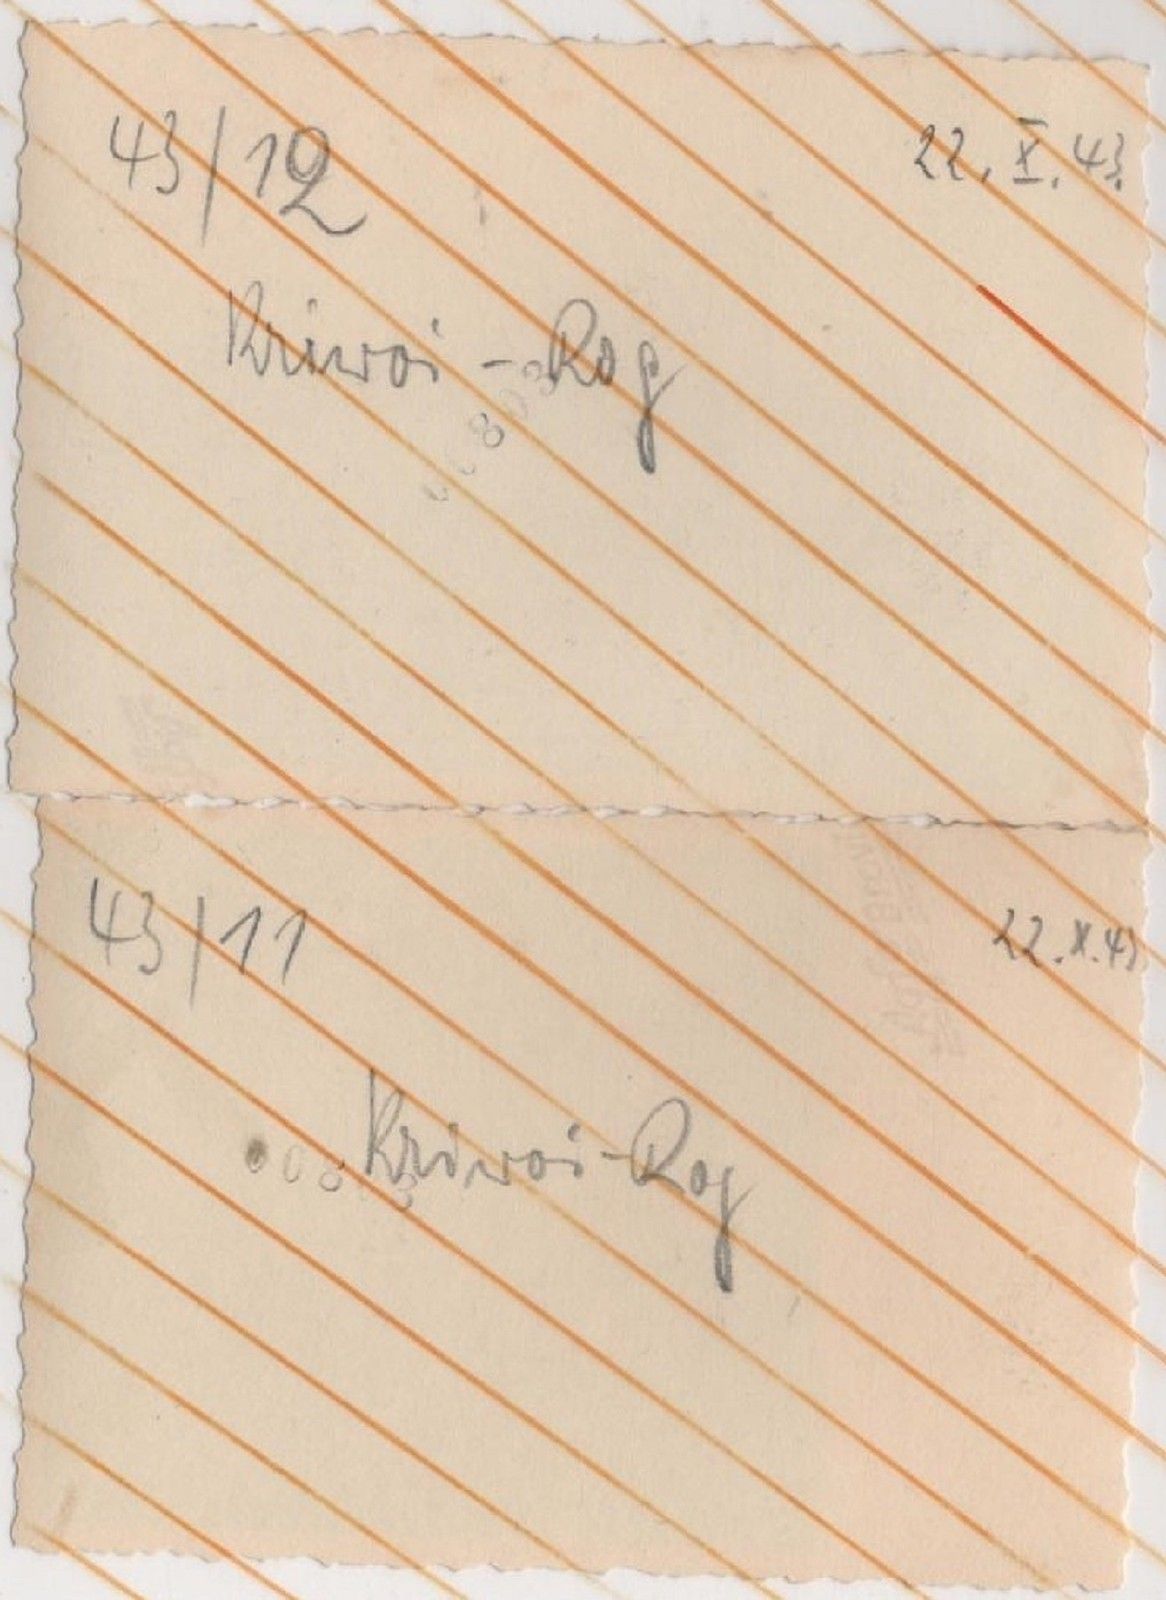 43/12
22. X. 43.
Kriwoi - Rog
43/11
22. X. 43
Kriwoi-Rog